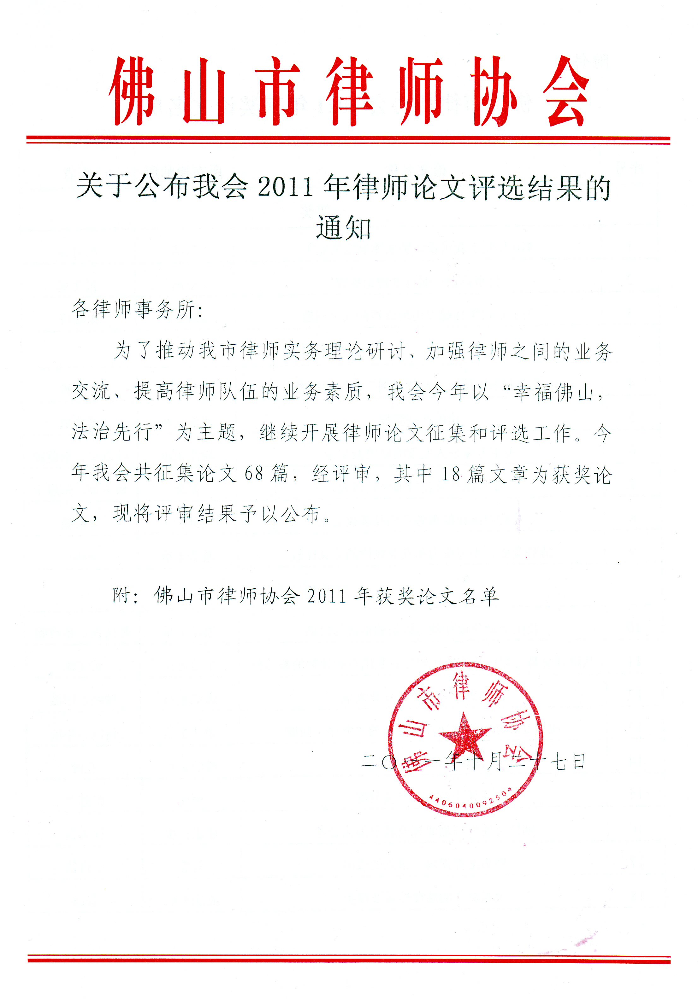 佛山市律师协会
关于公布我会 2011 年律师论文评选结果的
通知
各律师事务所:
为了推动我市律师实务理论研讨、加强律师之间的业务
交流、提高律师队伍的业务素质，我会今年以“幸福佛山，
法治先行”为主题，继续开展律师论文征集和评选工作。今
年我会共征集论文 68 篇，经评审，其中 18 篇文章为获奖论
文，现将评审结果予以公布。
附：佛山市律师协会 2011 年获奖论文名单
佛山市律师协会
二〇一一年十月二十七日
4406040092504